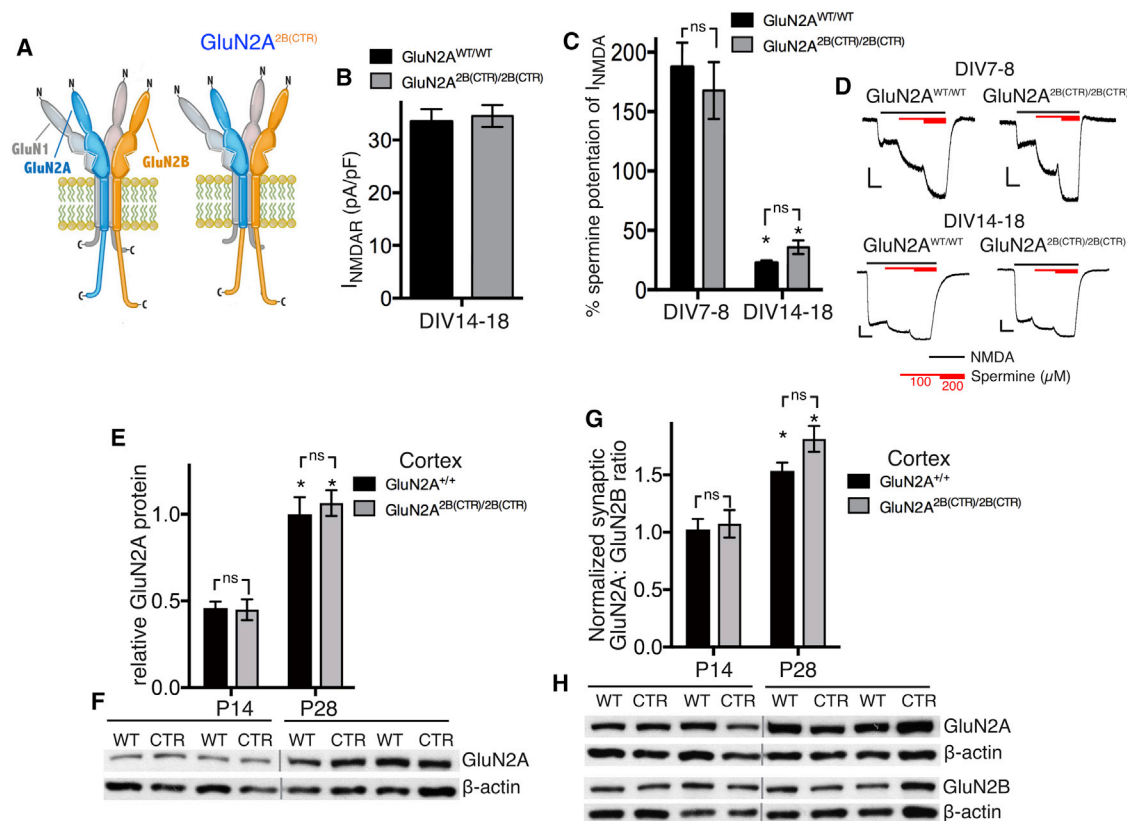 A
GluN2A2B(CTR)
N N N N N N N N
GluN1
GluN2A
GluN2B
C C C C C C C C
B
GluN2AWT/WT
GluN2A2B(CTR)/2B(CTR)
INMDAR (pA/pF)
30
20
10
0
DIV14-18
C
GluN2AWT/WT
GluN2A2B(CTR)/2B(CTR)
% spermine potentaion of INMDA
200
150
100
50
0
ns
ns
* *
DIV7-8 DIV14-18
D
DIV7-8
GluN2AWT/WT GluN2A2B(CTR)/2B(CTR)
DIV14-18
GluN2AWT/WT GluN2A2B(CTR)/2B(CTR)
NMDA
100 200 Spermine (µM)
E
Cortex
GluN2A+/+
GluN2A2B(CTR)/2B(CTR)
relative GluN2A protein
1.0
0.5
0.0
ns
ns
* *
P14 P28
F
WT CTR WT CTR WT CTR WT CTR
GluN2A
β-actin
G
Cortex
GluN2A+/+
GluN2A2B(CTR)/2B(CTR)
Normalized synaptic
GluN2A: GluN2B ratio
1.5
1.0
0.5
0.0
ns
ns
* *
P14 P28
H
WT CTR WT CTR WT CTR WT CTR
GluN2A
β-actin
GluN2B
β-actin